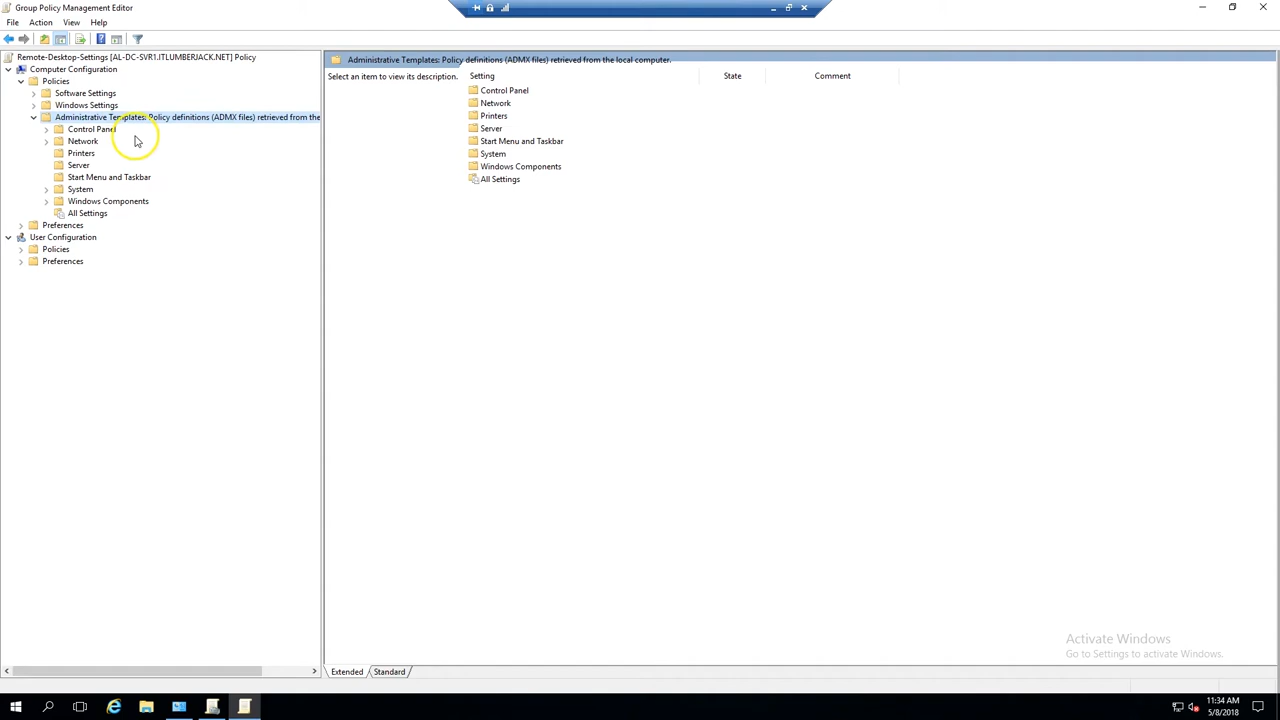 Group Policy Management Editor
File Action View Help
Remote-Desktop-Settings [AL-DC-SVR1.ITLUMBERJACK.NET] Policy
Computer Configuration
Policies
Software Settings
Windows Settings
Administrative Templates: Policy definitions (ADMX files) retrieved from the
Control Panel
Network
Printers
Server
Start Menu and Taskbar
System
Windows Components
All Settings
Preferences
User Configuration
Policies
Preferences
Administrative Templates: Policy definitions (ADMX files) retrieved from the local computer.
Select an item to view its description.
Setting State Comment
Control Panel
Network
Printers
Server
Start Menu and Taskbar
System
Windows Components
All Settings
Activate Windows
Go to Settings to activate Windows.
Extended Standard
11:34 AM
5/8/2018